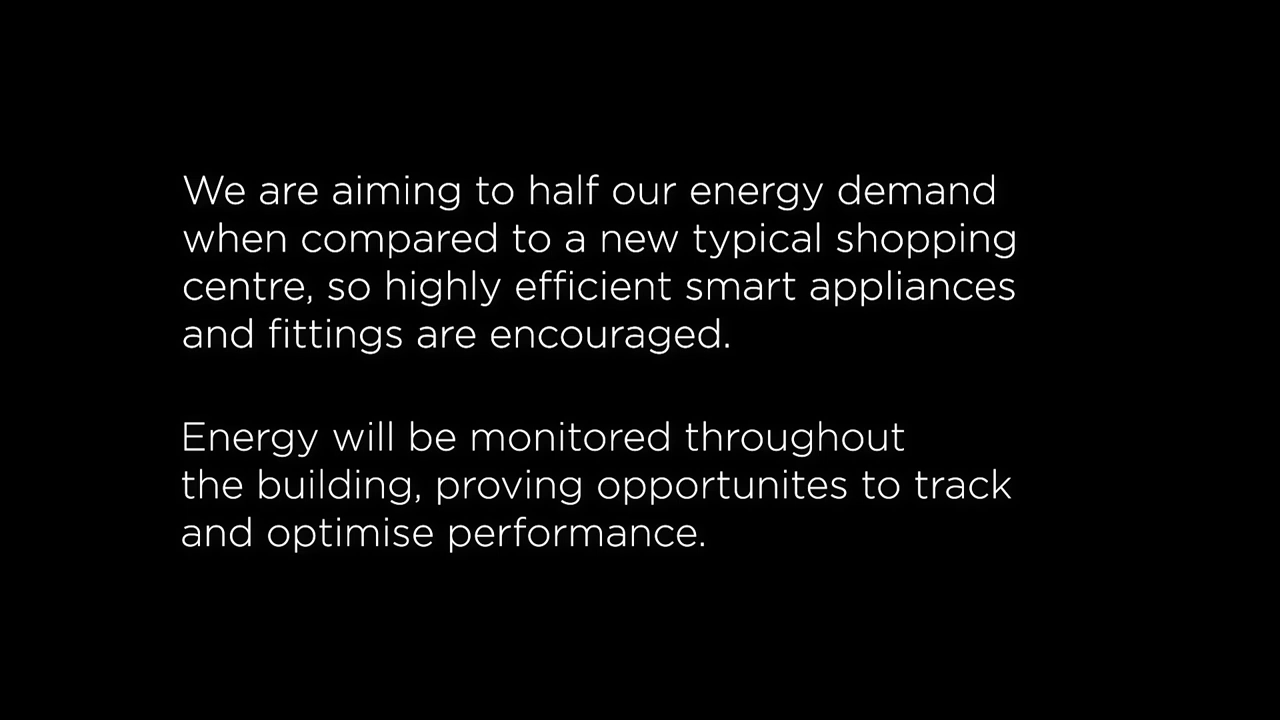 We are aiming to half our energy demand
when compared to a new typical shopping
centre, so highly efficient smart appliances
and fittings are encouraged.
Energy will be monitored throughout
the building, proving opportunites to track
and optimise performance.